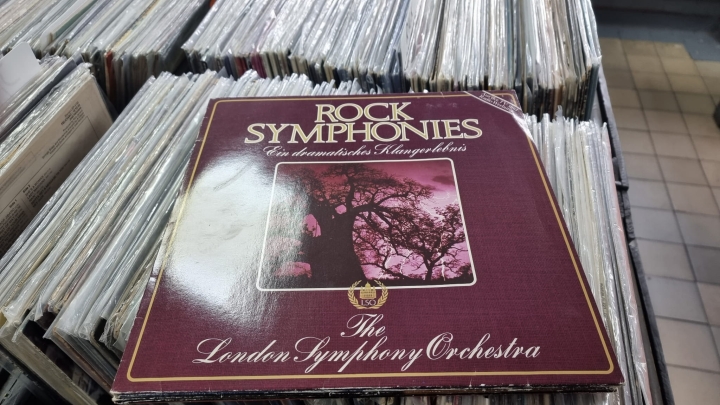 ROCK
SYMPHONIES
Ein dramatisches Klangerlebnis
LSO
The
London Symphony Orchestra